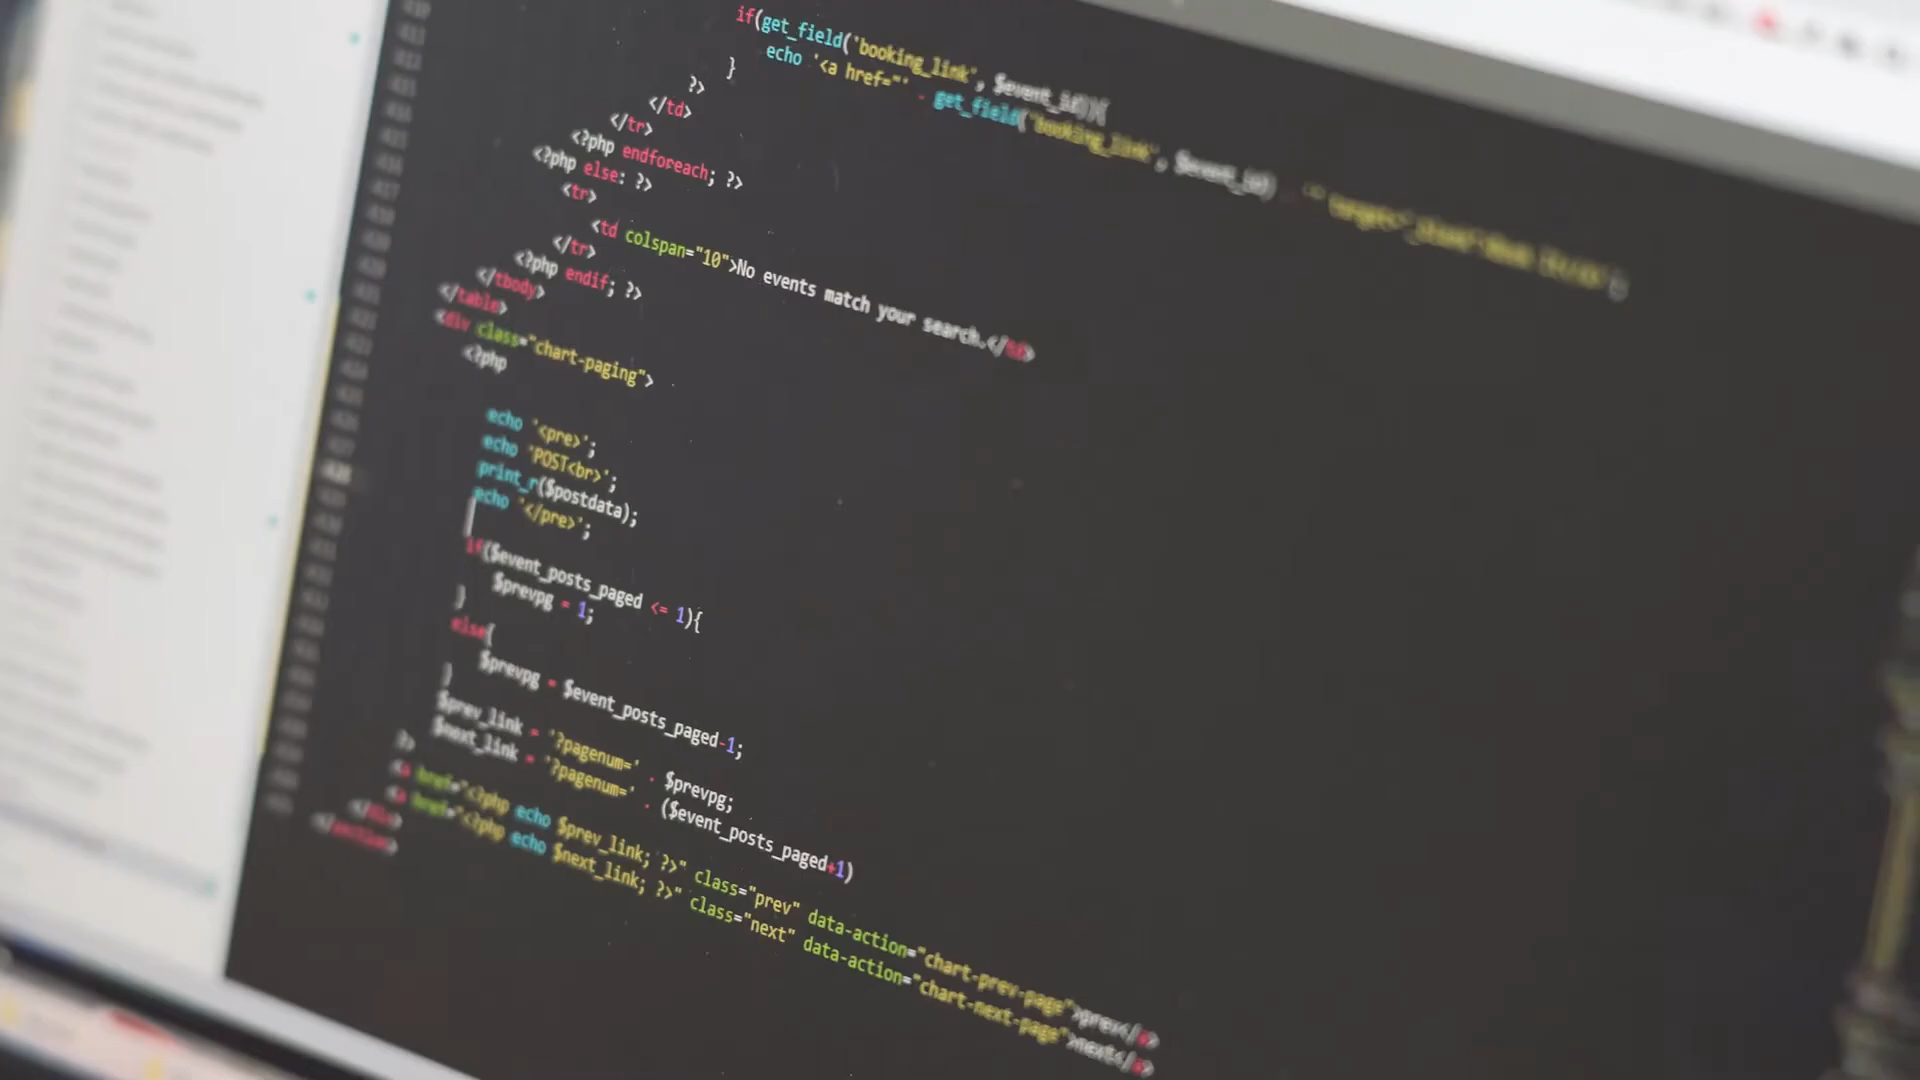 if(get_field('booking_link', $event_id)){
echo '<a href="' . get_field('booking_link', $event_id) . '" target="
}
?>
</td>
</tr>
<?php endforeach; ?>
<?php else: ?>
<tr>
<td colspan="10">No events match your search.</td>
</tr>
<?php endif; ?>
</tbody>
</table>
<div class="chart-paging">
<?php
echo '<pre>';
echo 'POST<br>';
print_r($postdata);
echo '</pre>';
if($event_posts_paged <= 1){
$prevpg = 1;
}
else{
$prevpg = $event_posts_paged-1;
}
$prev_link = '?pagenum=' . $prevpg;
$next_link = '?pagenum=' . ($event_posts_paged+1)
?>
<a href="<?php echo $prev_link; ?>" class="prev" data-action="chart-prev-page">prev</a>
<a href="<?php echo $next_link; ?>" class="next" data-action="chart-next-page">next</a>
</div>
</section>